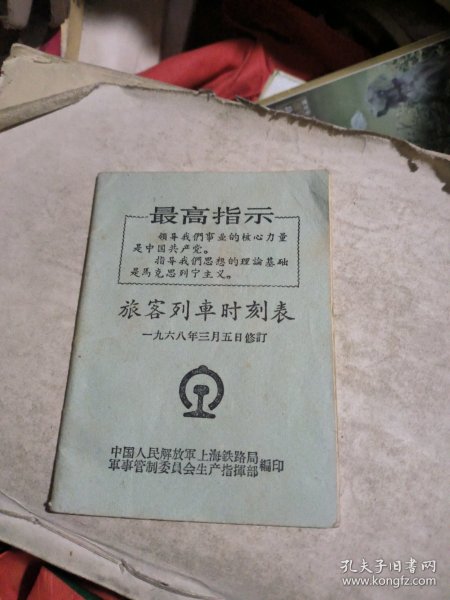 最高指示
领导我們事业的核心力量
是中国共产党。
指导我們思想的理論基础
是馬克思列宁主义。
旅客列車时刻表
一九六八年三月五日修訂
中国人民解放軍上海鉄路局
軍事管制委員会生产指揮部
編印
孔夫子旧书网
www.kongfz.com